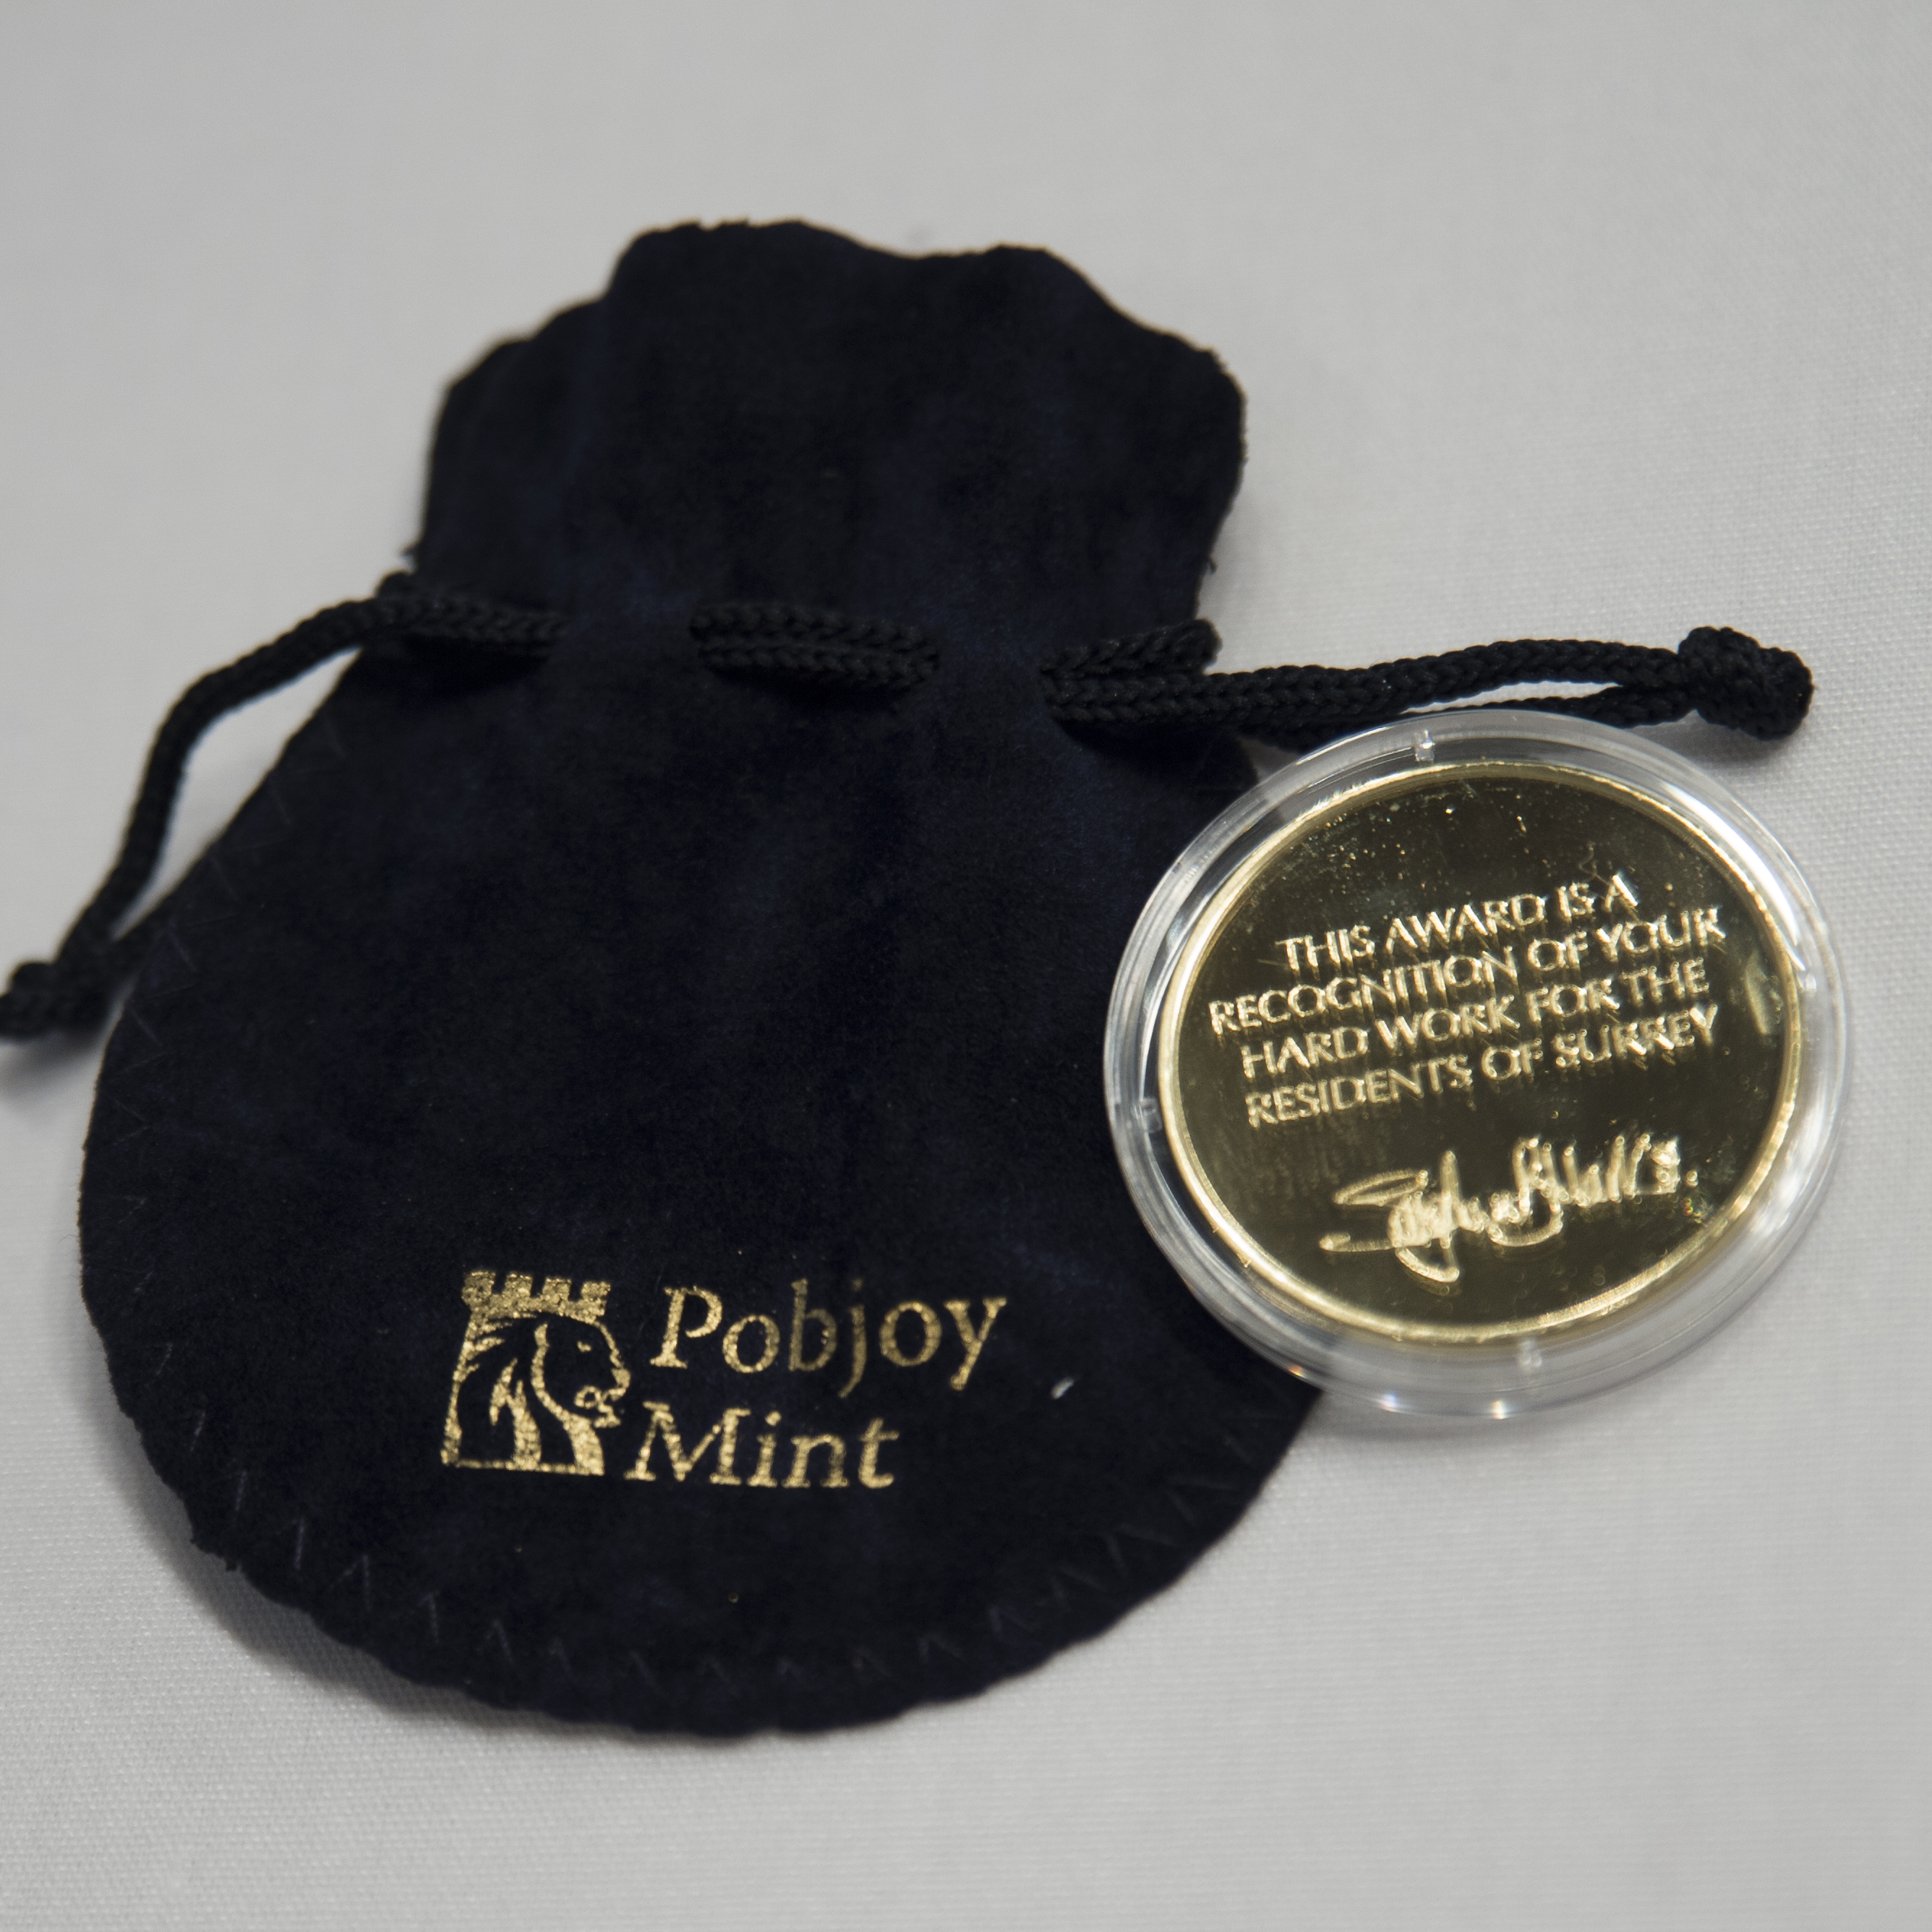 Pobjoy
Mint
THIS AWARD IS A
RECOGNITION OF YOUR
HARD WORK FOR THE
RESIDENTS OF SURREY